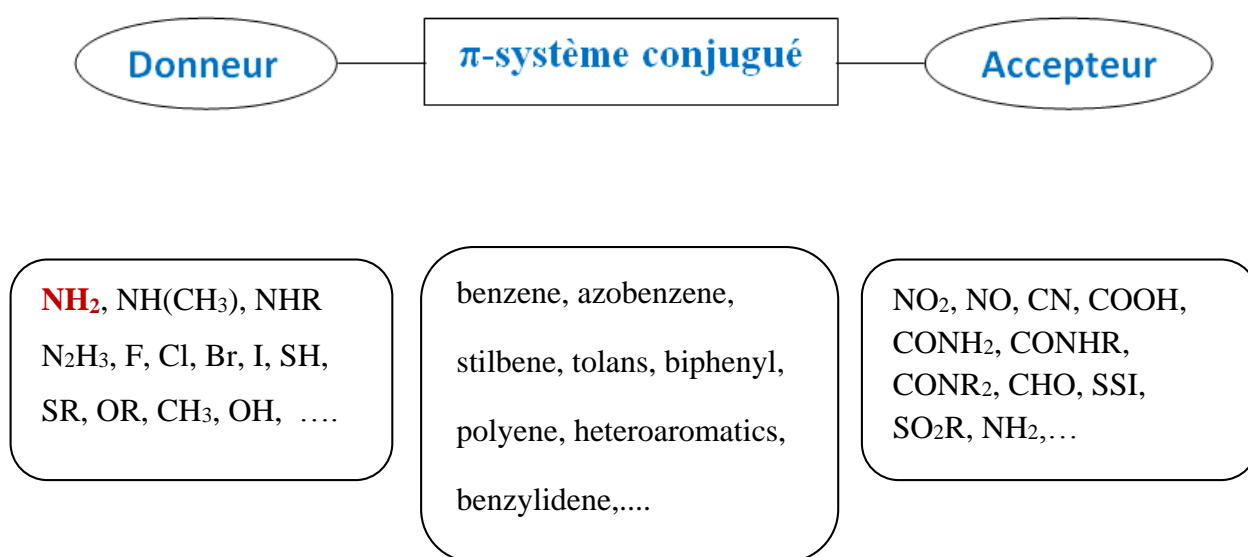 Donneur
π-système conjugué
Accepteur
NH₂, NH(CH₃), NHR
N₂H₃, F, Cl, Br, I, SH,
SR, OR, CH₃, OH, ….
benzene, azobenzene,
stilbene, tolans, biphenyl,
polyene, heteroaromatics,
benzylidene,....
NO₂, NO, CN, COOH,
CONH₂, CONHR,
CONR₂, CHO, SSI,
SO₂R, NH₂,…